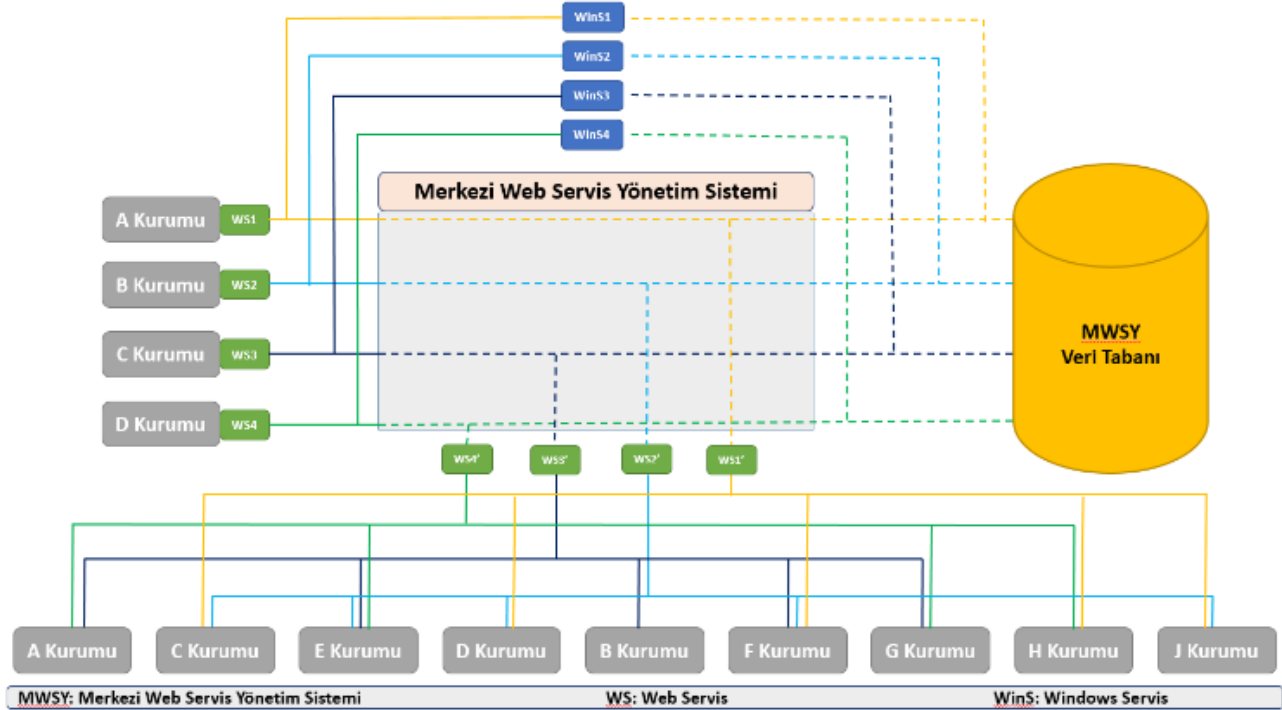 WinS1
WinS2
WinS3
WinS4
Merkezi Web Servis Yönetim Sistemi
A Kurumu WS1
B Kurumu WS2
C Kurumu WS3
D Kurumu WS4
MWSY
Veri Tabanı
WS4' WS3' WS2' WS1'
A Kurumu C Kurumu E Kurumu D Kurumu B Kurumu F Kurumu G Kurumu H Kurumu J Kurumu
MWSY: Merkezi Web Servis Yönetim Sistemi WS: Web Servis WinS: Windows Servis